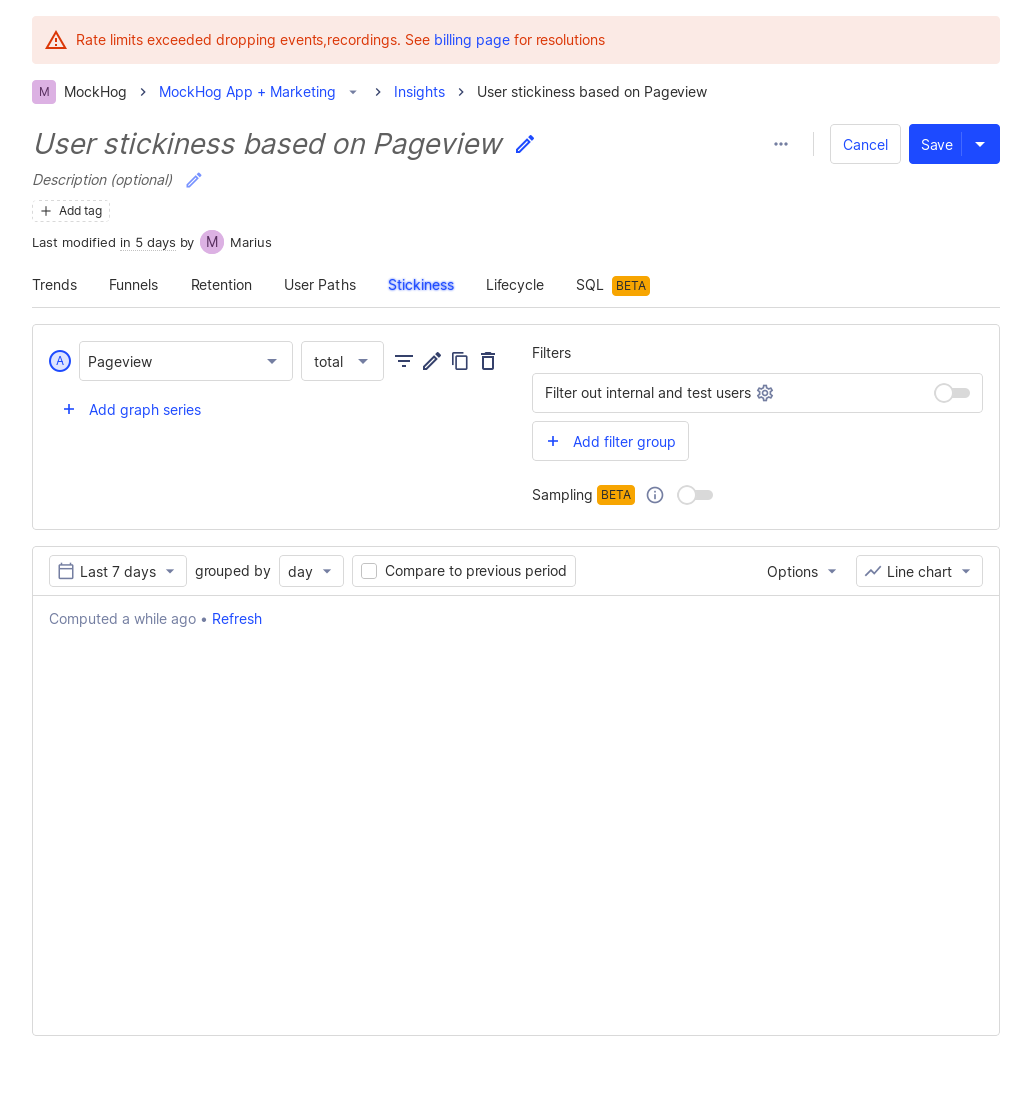 Rate limits exceeded dropping events,recordings. See billing page for resolutions
M MockHog MockHog App + Marketing Insights User stickiness based on Pageview
User stickiness based on Pageview
Cancel Save
Description (optional)
Add tag
Last modified in 5 days by M Marius
Trends Funnels Retention User Paths Stickiness Lifecycle SQL BETA
A Pageview total
Add graph series
Filters
Filter out internal and test users
Add filter group
Sampling BETA
Last 7 days grouped by day Compare to previous period Options Line chart
Computed a while ago • Refresh